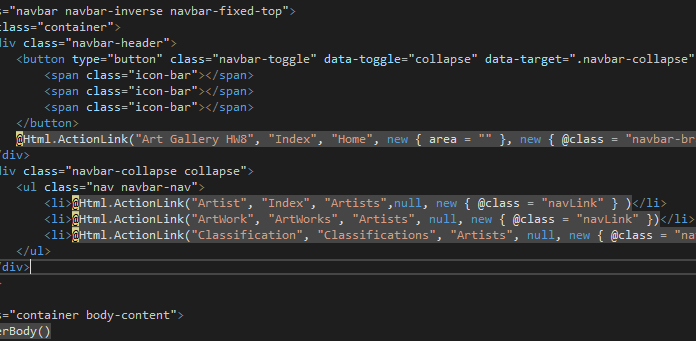 ="navbar navbar-inverse navbar-fixed-top">
class="container">
div class="navbar-header">
<button type="button" class="navbar-toggle" data-toggle="collapse" data-target=".navbar-collapse"
<span class="icon-bar"></span>
<span class="icon-bar"></span>
<span class="icon-bar"></span>
</button>
@Html.ActionLink("Art Gallery HW8", "Index", "Home", new { area = "" }, new { @class = "navbar-br
/div>
div class="navbar-collapse collapse">
<ul class="nav navbar-nav">
<li>@Html.ActionLink("Artist", "Index", "Artists",null, new { @class = "navLink" } )</li>
<li>@Html.ActionLink("ArtWork", "ArtWorks", "Artists", null, new { @class = "navLink" })</li>
<li>@Html.ActionLink("Classification", "Classifications", "Artists", null, new { @class = "nav
</ul>
/div>
>
s="container body-content">
erBody()